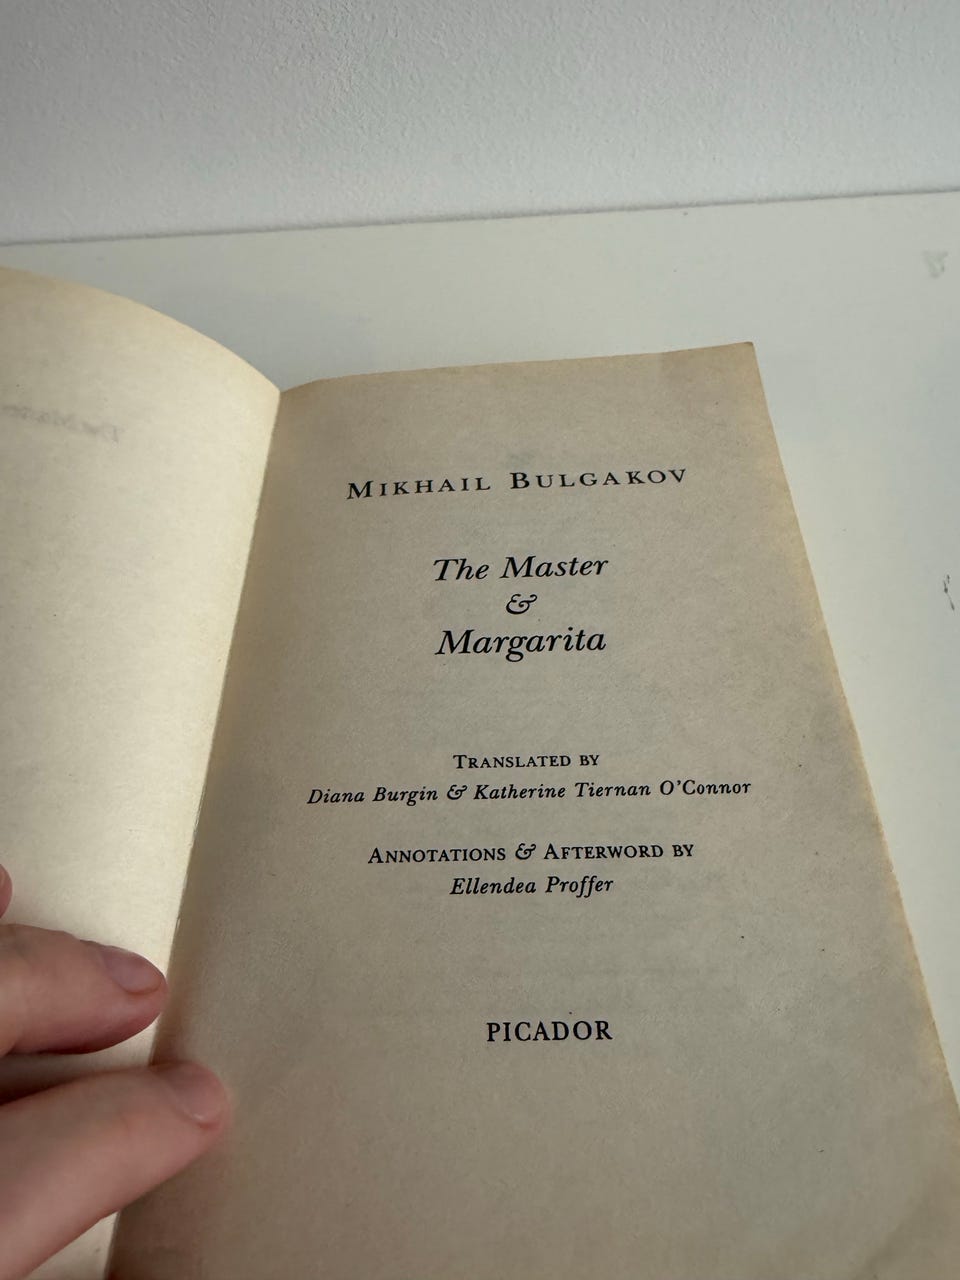 MIKHAIL BULGAKOV
The Master
&
Margarita
TRANSLATED BY
Diana Burgin & Katherine Tiernan O'Connor
ANNOTATIONS & AFTERWORD BY
Ellendea Proffer
PICADOR